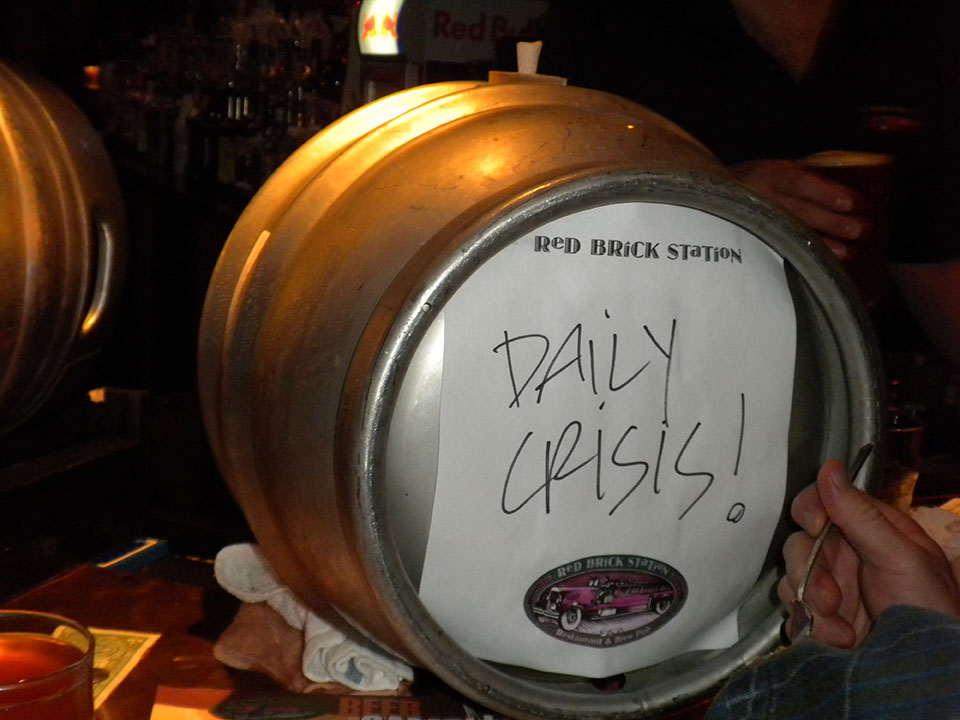 Red Bull
RED BRICK STATION
DAiLY
CRiSiS!
RED BRICK STATION
Restaurant & Brew Pub
BEER